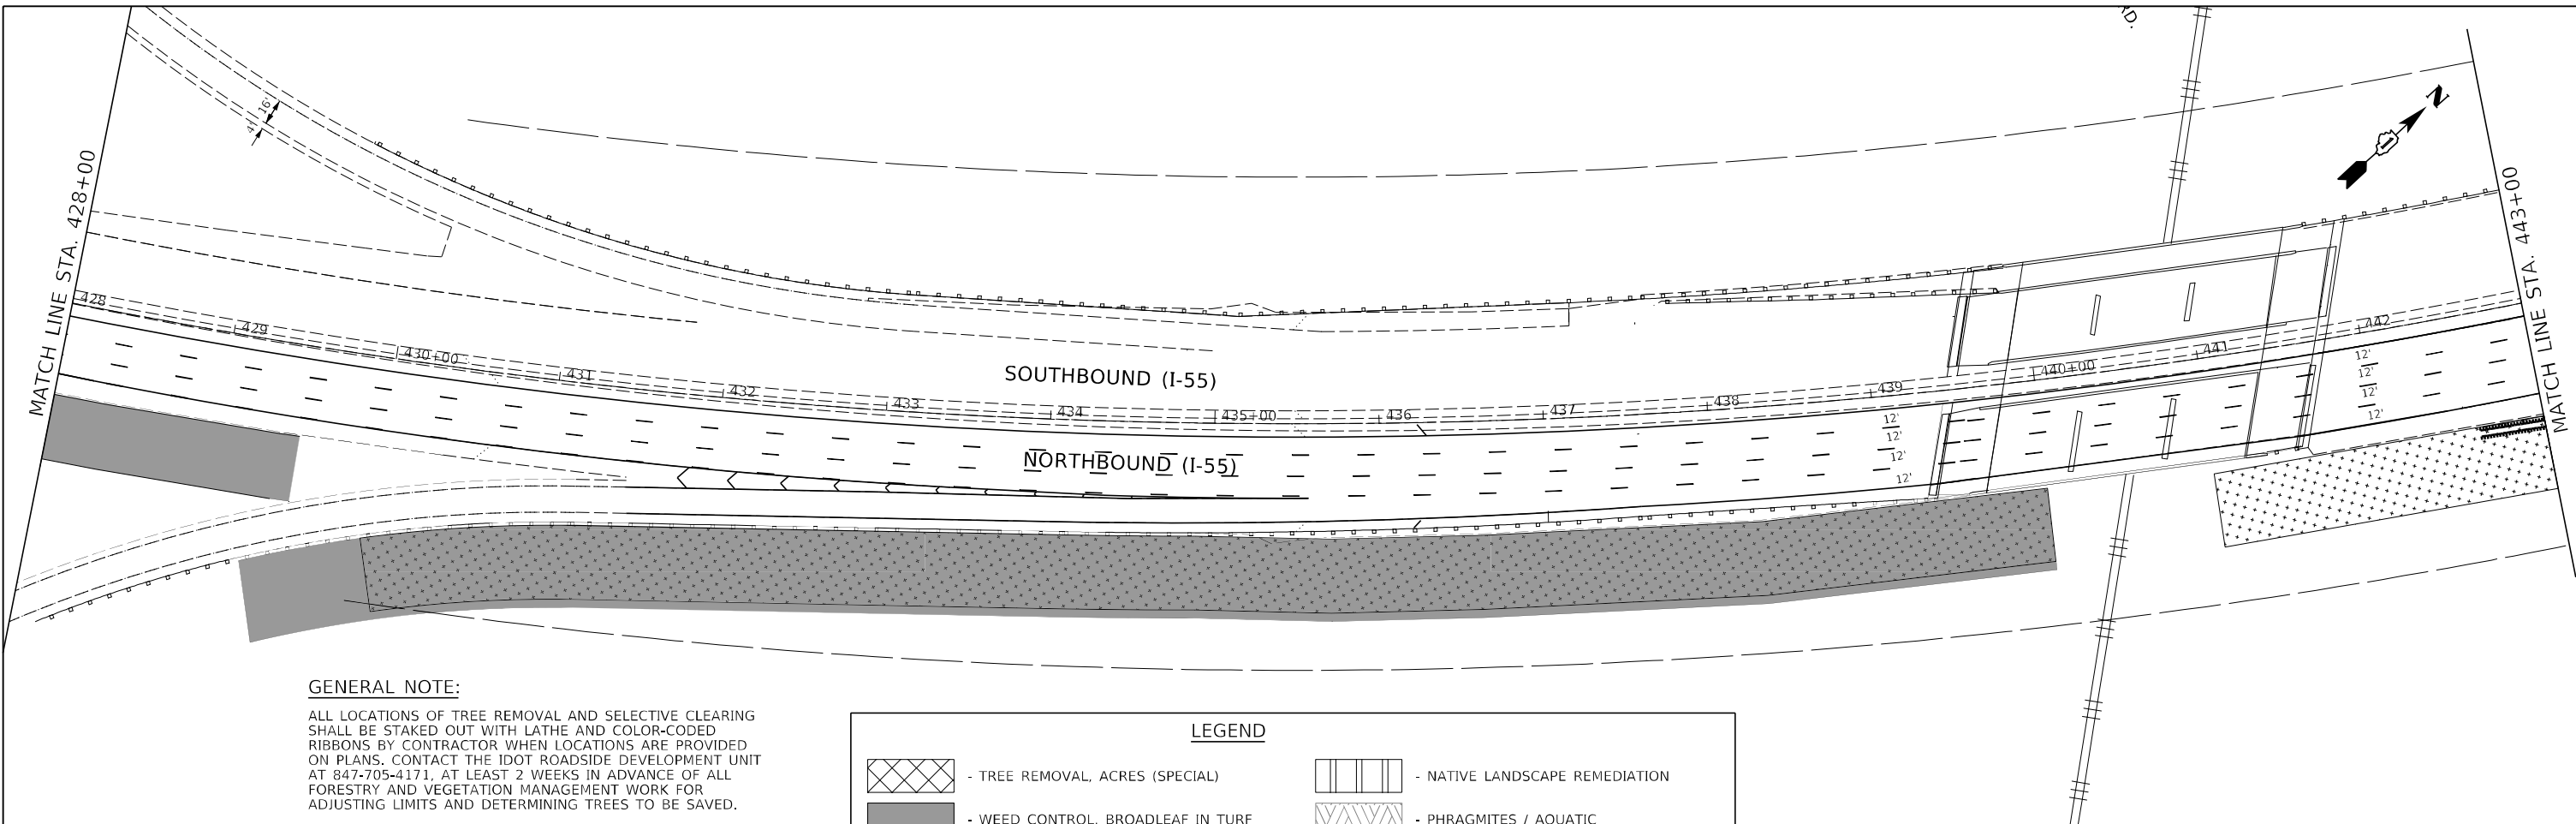 RD.
16'
4'
N
MATCH LINE STA. 428+00
MATCH LINE STA. 443+00
428
429
430+00
431
432
433
434
435+00
436
437
438
439
440+00
441
442
SOUTHBOUND (I-55)
NORTHBOUND (I-55)
12'
12'
12'
12'
12'
12'
12'
12'
GENERAL NOTE:
ALL LOCATIONS OF TREE REMOVAL AND SELECTIVE CLEARING
SHALL BE STAKED OUT WITH LATHE AND COLOR-CODED
RIBBONS BY CONTRACTOR WHEN LOCATIONS ARE PROVIDED
ON PLANS. CONTACT THE IDOT ROADSIDE DEVELOPMENT UNIT
AT 847-705-4171, AT LEAST 2 WEEKS IN ADVANCE OF ALL
FORESTRY AND VEGETATION MANAGEMENT WORK FOR
ADJUSTING LIMITS AND DETERMINING TREES TO BE SAVED.
LEGEND
- TREE REMOVAL, ACRES (SPECIAL)
- NATIVE LANDSCAPE REMEDIATION
- WEED CONTROL, BROADLEAF IN TURF
- PHRAGMITES / AQUATIC